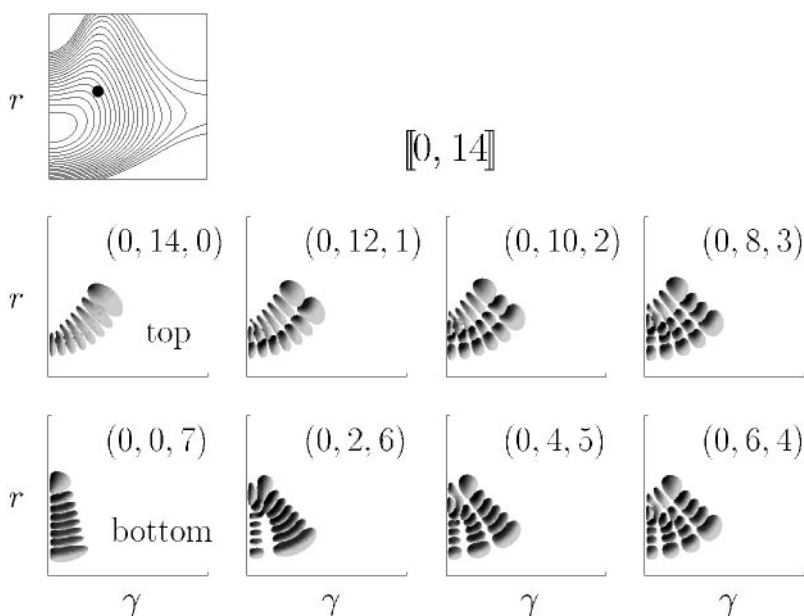 r
⟦0, 14⟧
r
(0, 14, 0) (0, 12, 1) (0, 10, 2) (0, 8, 3)
top
r
(0, 0, 7) (0, 2, 6) (0, 4, 5) (0, 6, 4)
bottom
γ γ γ γ